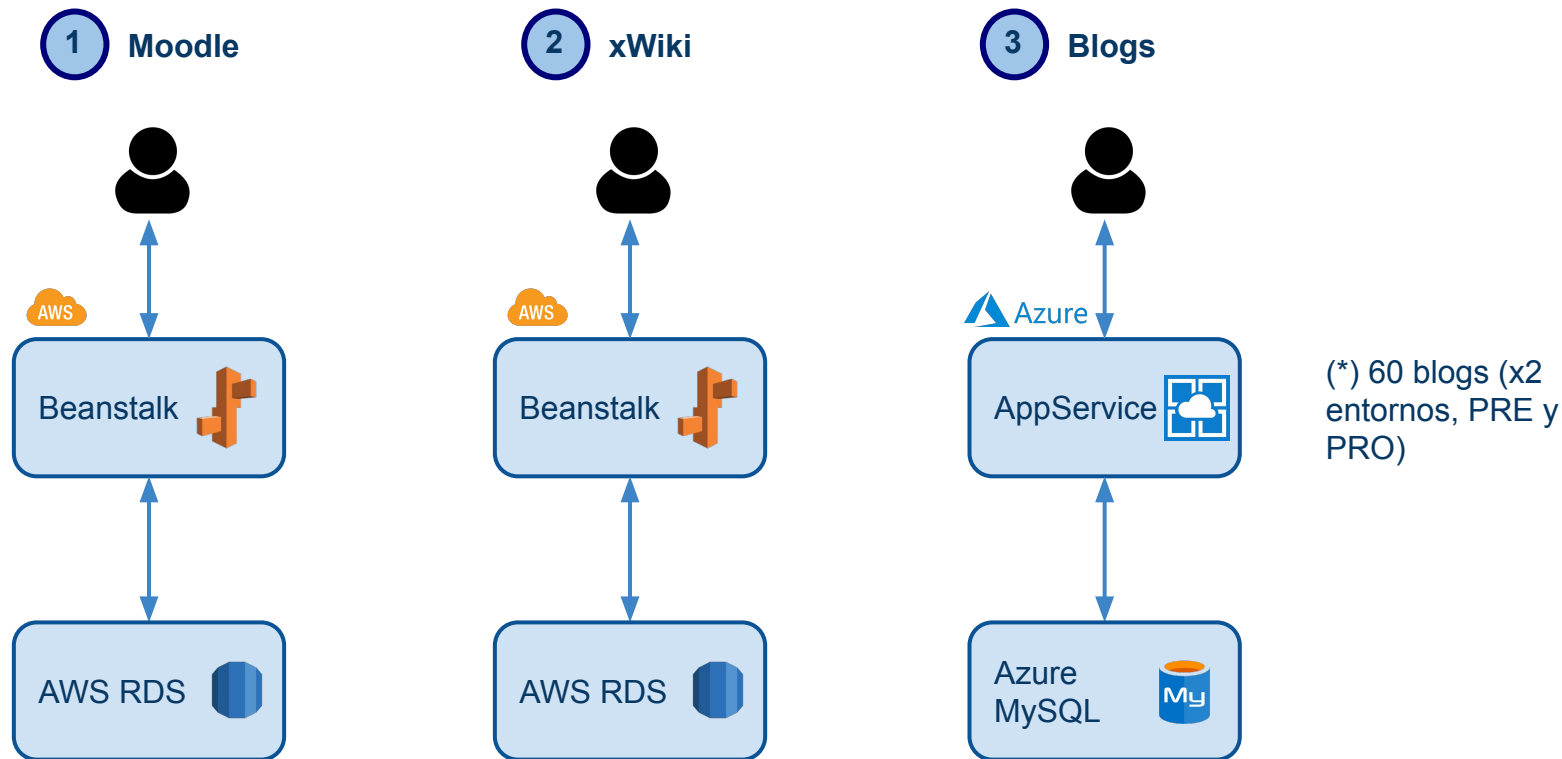 1 Moodle
2 xWiki
3 Blogs
AWS
AWS
Azure
Beanstalk
Beanstalk
AppService
(*) 60 blogs (x2
entornos, PRE y
PRO)
AWS RDS
AWS RDS
Azure
MySQL
My